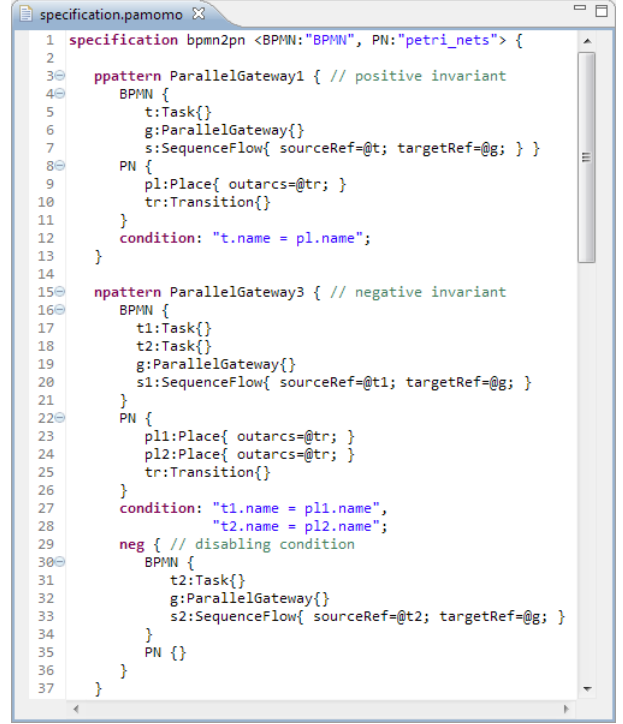 specification.pamomo
1 specification bpmn2pn <BPMN:"BPMN", PN:"petri_nets"> {
2
3 ppattern ParallelGateway1 { // positive invariant
4 BPMN {
5 t:Task{}
6 g:ParallelGateway{}
7 s:SequenceFlow{ sourceRef=@t; targetRef=@g; } }
8 PN {
9 pl:Place{ outarcs=@tr; }
10 tr:Transition{}
11 }
12 condition: "t.name = pl.name";
13 }
14
15 npattern ParallelGateway3 { // negative invariant
16 BPMN {
17 t1:Task{}
18 t2:Task{}
19 g:ParallelGateway{}
20 s1:SequenceFlow{ sourceRef=@t1; targetRef=@g; }
21 }
22 PN {
23 pl1:Place{ outarcs=@tr; }
24 pl2:Place{ outarcs=@tr; }
25 tr:Transition{}
26 }
27 condition: "t1.name = pl1.name",
28 "t2.name = pl2.name";
29 neg { // disabling condition
30 BPMN {
31 t2:Task{}
32 g:ParallelGateway{}
33 s2:SequenceFlow{ sourceRef=@t2; targetRef=@g; }
34 }
35 PN {}
36 }
37 }